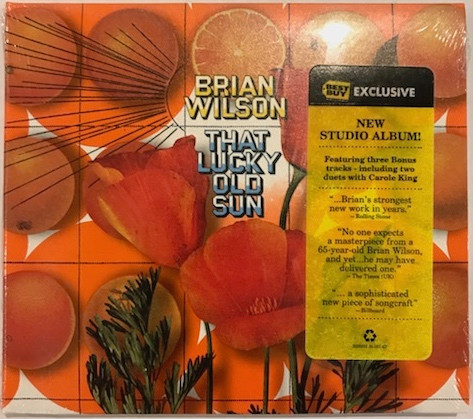 BRIAN
WILSON
THAT
LUCKY
OLD
SUN
BEST
BUY
EXCLUSIVE
NEW
STUDIO ALBUM!
Featuring three Bonus
tracks - including two
duets with Carole King
"...Brian's strongest
new work in years."
—Rolling Stone
"No one expects
a masterpiece from a
65-year-old Brian Wilson,
and yet...he may have
delivered one."
—The Times (UK)
"... a sophisticated
new piece of songcraft"
—Billboard